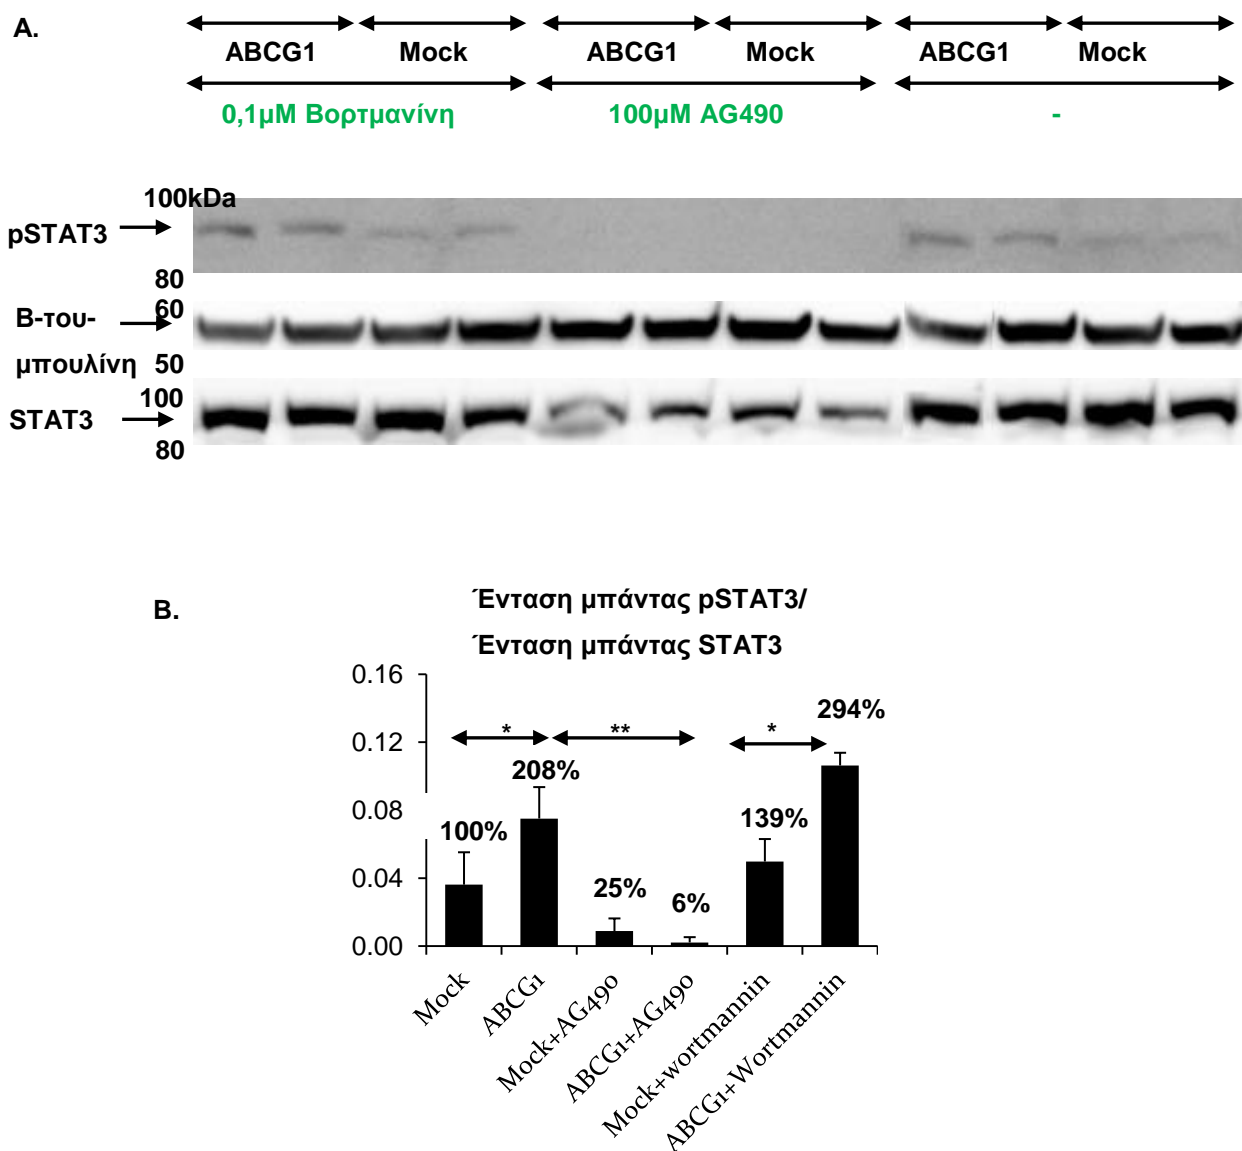 A.
ABCG1 Mock ABCG1 Mock ABCG1 Mock
0,1μM Βορτμανίνη 100μM AG490 -
100kDa
pSTAT3
80
60
Β-του-
μπουλίνη 50
100
STAT3
80
B.
Ένταση μπάντας pSTAT3/
Ένταση μπάντας STAT3
0.16
294%
* ** *
0.12
208%
0.08
100% 139%
25% 6%
0.04
0.00
Mock ABCG1 Mock+AG490 ABCG1+AG490 Mock+wortmannin ABCG1+Wortmannin